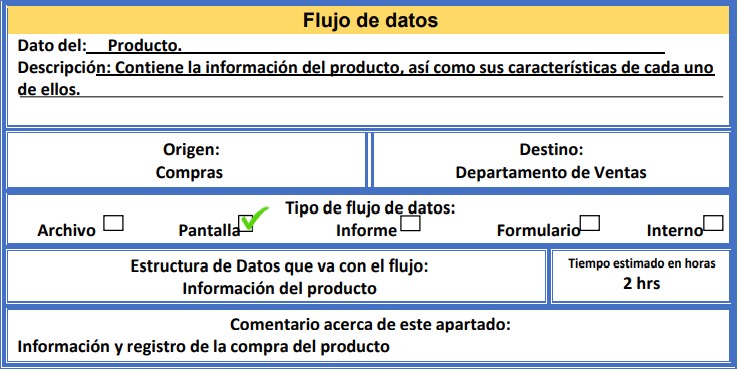 Flujo de datos
Dato del: Producto.
Descripción: Contiene la información del producto, así como sus características de cada uno
de ellos.
Origen:
Compras
Destino:
Departamento de Ventas
Tipo de flujo de datos:
Archivo Pantalla Informe Formulario Interno
Estructura de Datos que va con el flujo:
Información del producto
Tiempo estimado en horas
2 hrs
Comentario acerca de este apartado:
Información y registro de la compra del producto